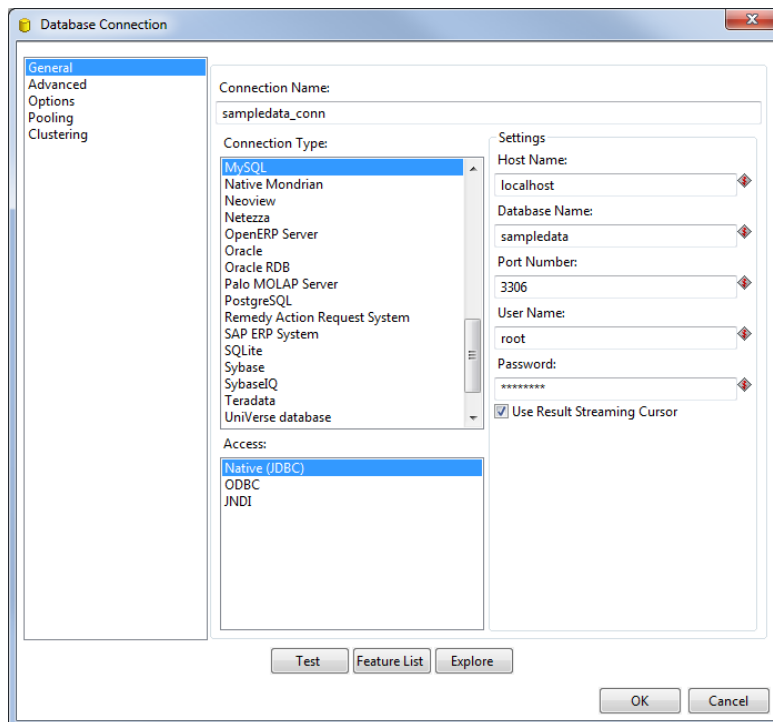 Database Connection
General
Advanced
Options
Pooling
Clustering
Connection Name:
sampledata_conn
Connection Type:
MySQL
Native Mondrian
Neoview
Netezza
OpenERP Server
Oracle
Oracle RDB
Palo MOLAP Server
PostgreSQL
Remedy Action Request System
SAP ERP System
SQLite
Sybase
SybaseIQ
Teradata
UniVerse database
Access:
Native (JDBC)
ODBC
JNDI
Settings
Host Name:
localhost
Database Name:
sampledata
Port Number:
3306
User Name:
root
Password:
********
Use Result Streaming Cursor
Test Feature List Explore
OK Cancel